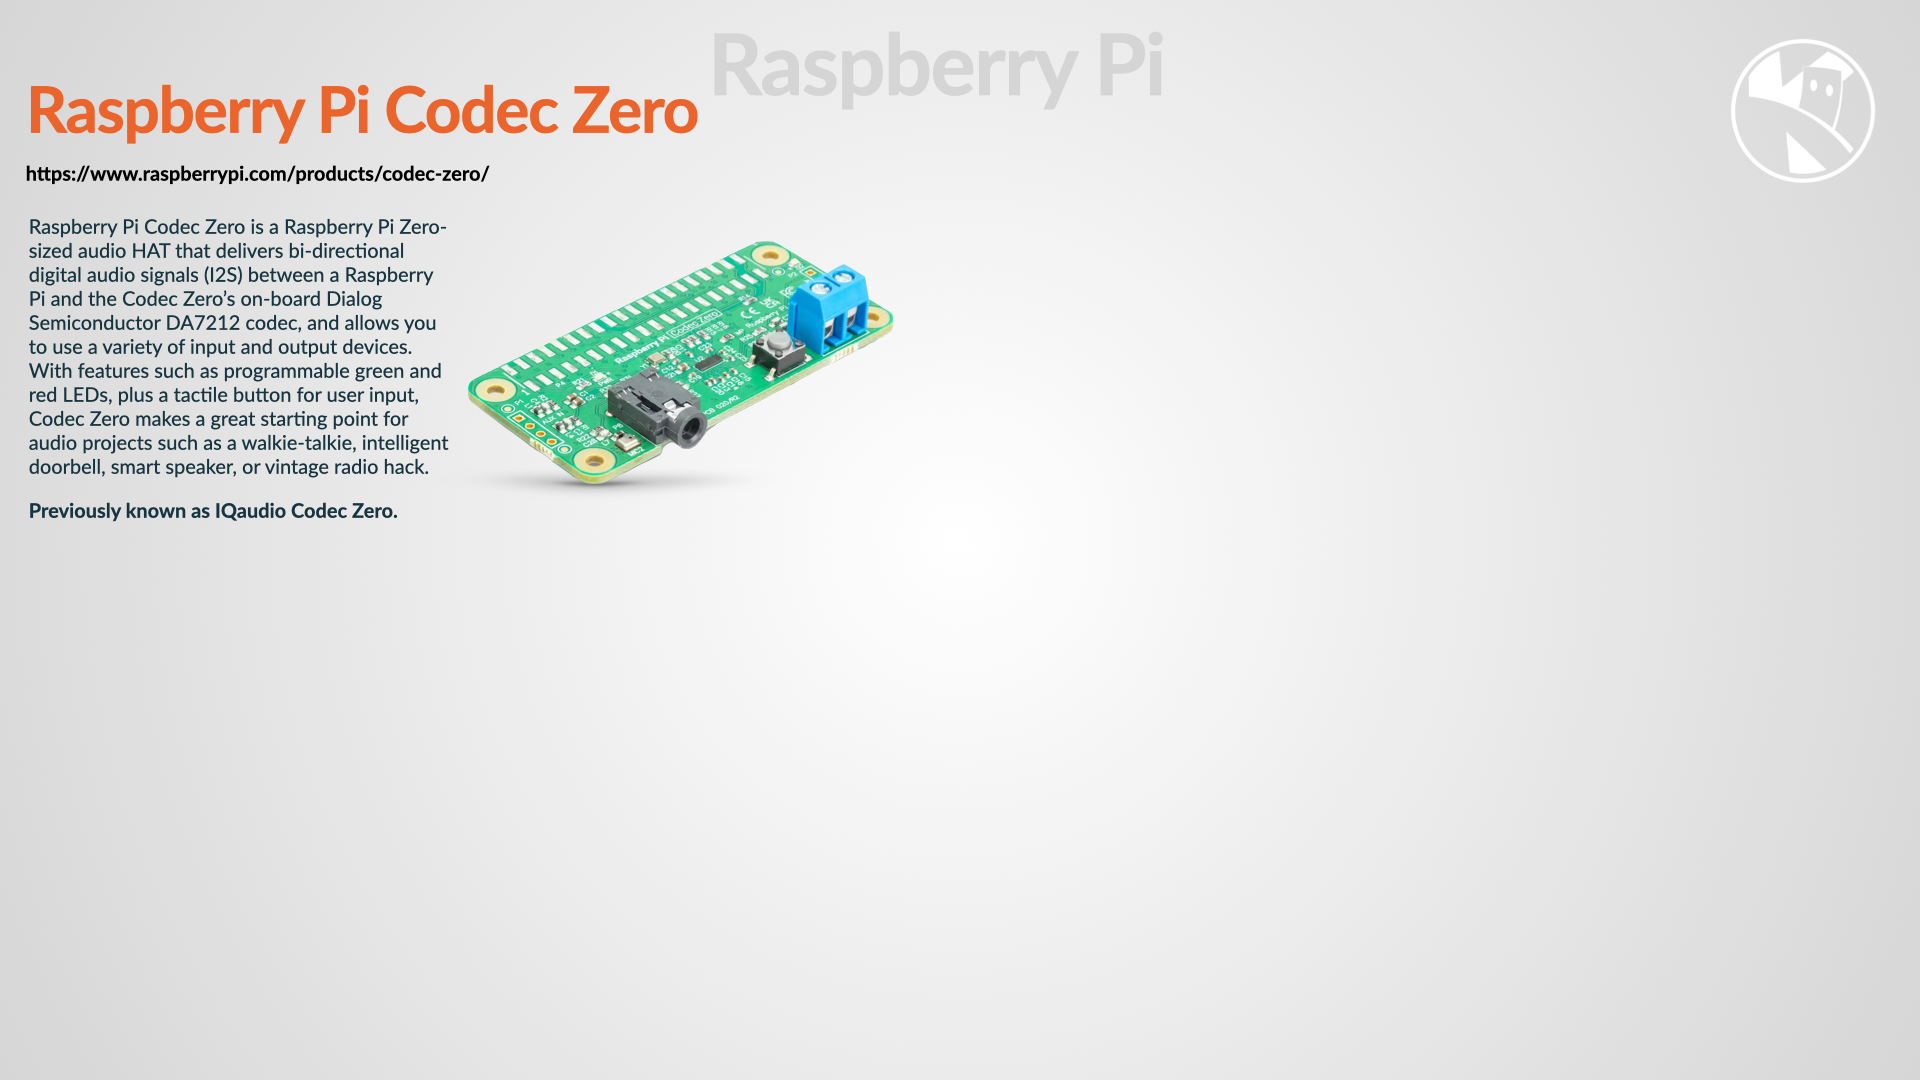 Raspberry Pi
Raspberry Pi Codec Zero
https://www.raspberrypi.com/products/codec-zero/
Raspberry Pi Codec Zero is a Raspberry Pi Zero-
sized audio HAT that delivers bi-directional
digital audio signals (I2S) between a Raspberry
Pi and the Codec Zero’s on-board Dialog
Semiconductor DA7212 codec, and allows you
to use a variety of input and output devices.
With features such as programmable green and
red LEDs, plus a tactile button for user input,
Codec Zero makes a great starting point for
audio projects such as a walkie-talkie, intelligent
doorbell, smart speaker, or vintage radio hack.
Previously known as IQaudio Codec Zero.
Raspberry Pi Codec Zero